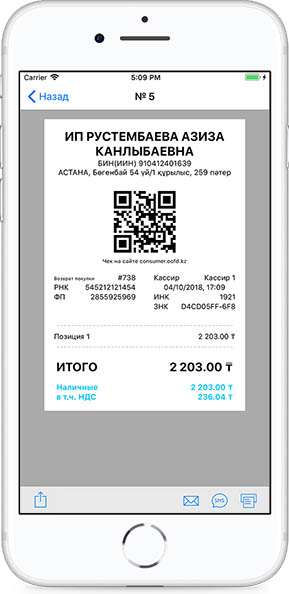 Carrier 5:09 PM
Назад № 5
ИП РУСТЕМБАЕВА АЗИЗА
КАНЛЫБАЕВНА
БИН(ИИН) 910412401639
АСТАНА, Бөгенбай 54 үй/1 құрылыс, 259 пәтер
Чек на сайте consumer.oofd.kz
Возврат покупки #738 Кассир Кассир 1
РНК 545212121454 04/10/2018, 17:09
ФП 2855925969 ИНК 1921
ЗНК D4CD05FF-6F8
Позиция 1 2 203.00 ₸
ИТОГО 2 203.00 ₸
Наличные 2 203.00 ₸
в т.ч. НДС 236.04 ₸
SMS